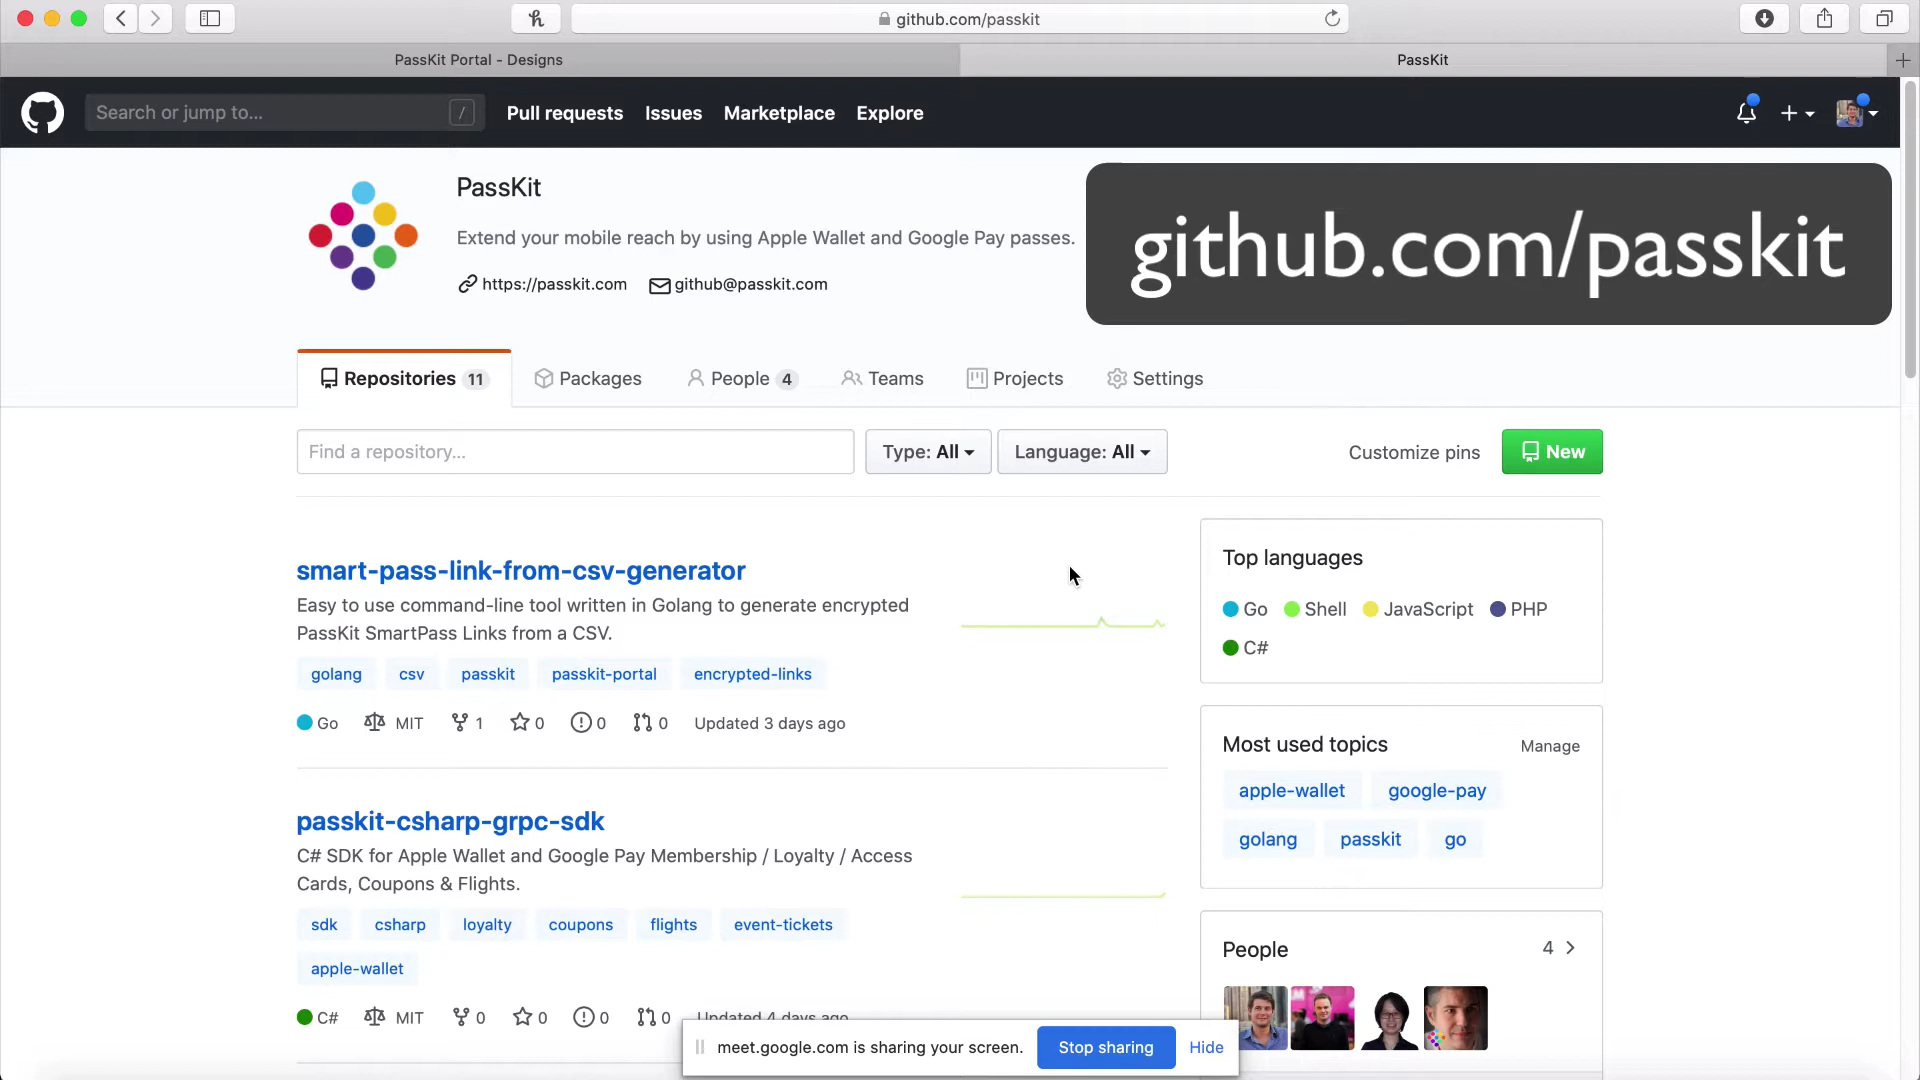 github.com/passkit
PassKit Portal - Designs
PassKit
Search or jump to...
/
Pull requests
Issues
Marketplace
Explore
PassKit
Extend your mobile reach by using Apple Wallet and Google Pay passes.
https://passkit.com
github@passkit.com
github.com/passkit
Repositories 11
Packages
People 4
Teams
Projects
Settings
Find a repository...
Type: All
Language: All
Customize pins
New
smart-pass-link-from-csv-generator
Easy to use command-line tool written in Golang to generate encrypted
PassKit SmartPass Links from a CSV.
golang csv passkit passkit-portal encrypted-links
Go MIT 1 0 0 0 Updated 3 days ago
passkit-csharp-grpc-sdk
C# SDK for Apple Wallet and Google Pay Membership / Loyalty / Access
Cards, Coupons & Flights.
sdk csharp loyalty coupons flights event-tickets
apple-wallet
C# MIT 0 0 0 0 Updated 4 days ago
Top languages
Go Shell JavaScript PHP
C#
Most used topics
Manage
apple-wallet google-pay
golang passkit go
People
4
meet.google.com is sharing your screen.
Stop sharing
Hide